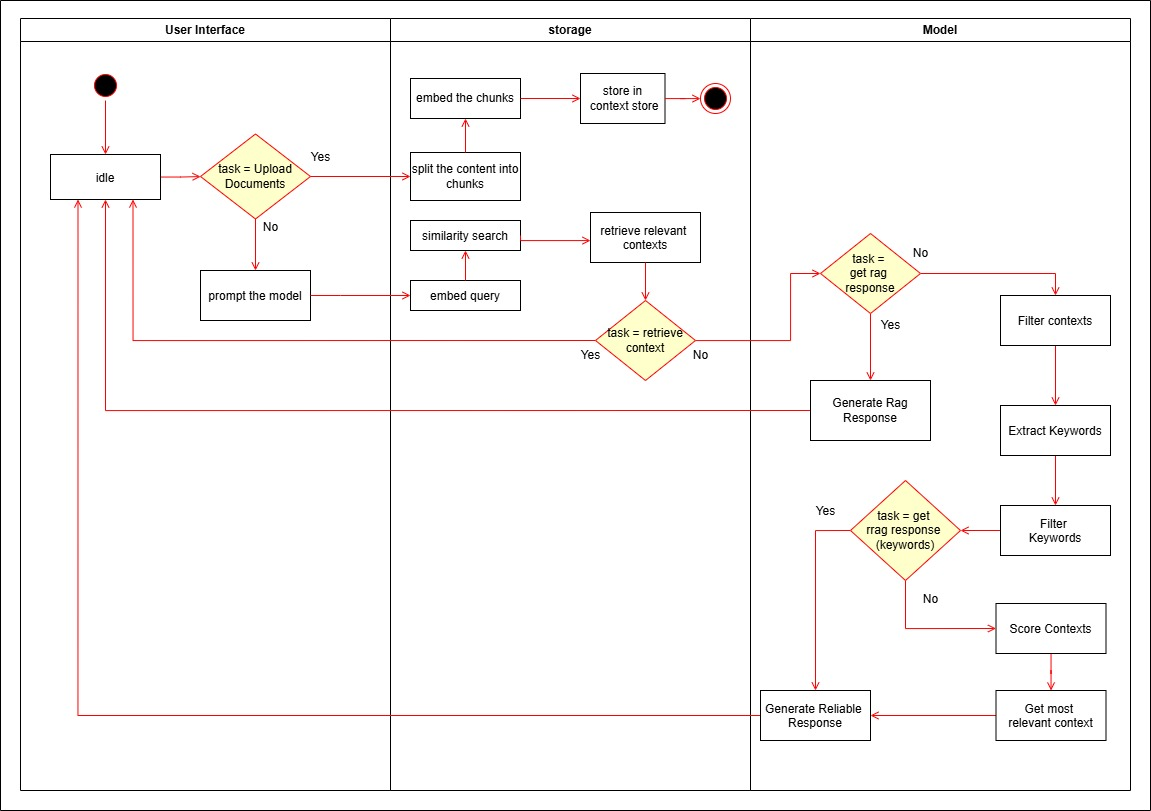 User Interface
storage
Model
embed the chunks
store in
context store
idle
task = Upload
Documents
Yes
No
split the content into
chunks
prompt the model
similarity search
embed query
retrieve relevant
contexts
task = retrieve
context
Yes
No
task =
get rag
response
No
Yes
Filter contexts
Generate Rag
Response
Extract Keywords
Filter
Keywords
task = get
rrag response
(keywords)
Yes
No
Score Contexts
Get most
relevant context
Generate Reliable
Response